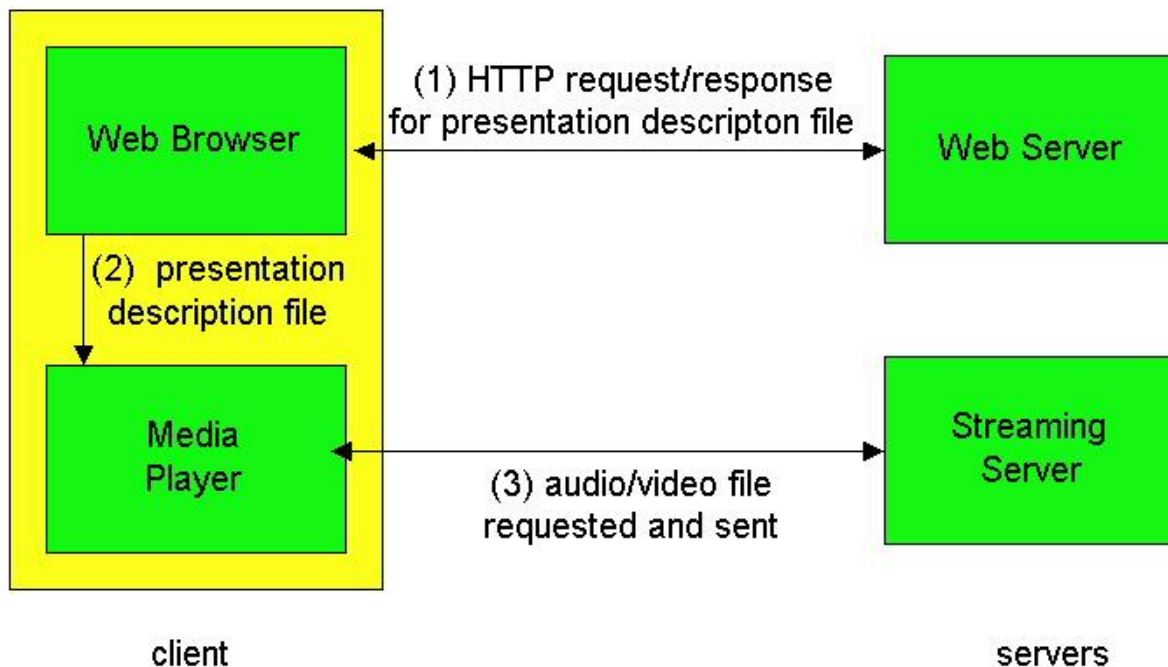 (1) HTTP request/response
for presentation descripton file
Web Browser
Web Server
(2) presentation
description file
Media
Player
Streaming
Server
(3) audio/video file
requested and sent
client
servers